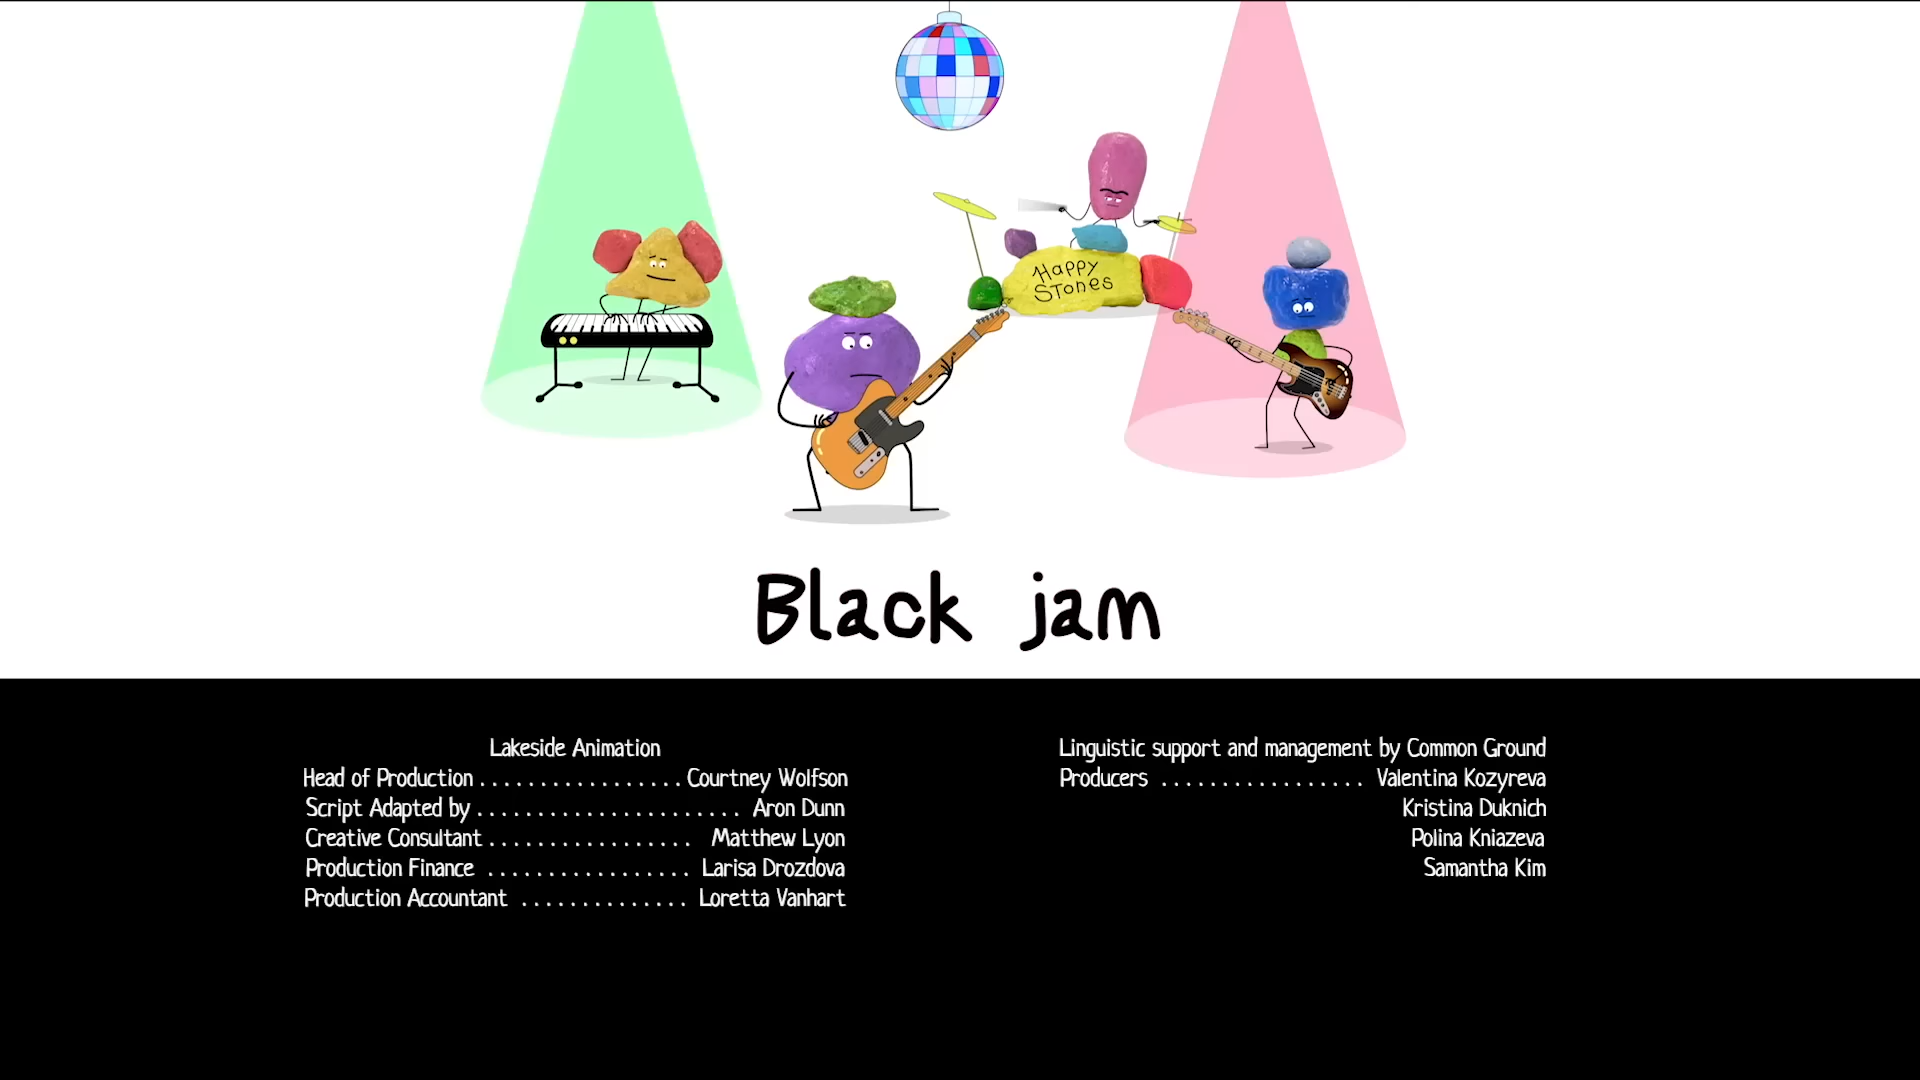 Happy
Stones
Black jam
Lakeside Animation
Head of Production ................. Courtney Wolfson
Script Adapted by ...................... Aron Dunn
Creative Consultant ................. Matthew Lyon
Production Finance ................. Larisa Drozdova
Production Accountant .............. Loretta Vanhart
Linguistic support and management by Common Ground
Producers ................. Valentina Kozyreva
Kristina Duknich
Polina Kniazeva
Samantha Kim